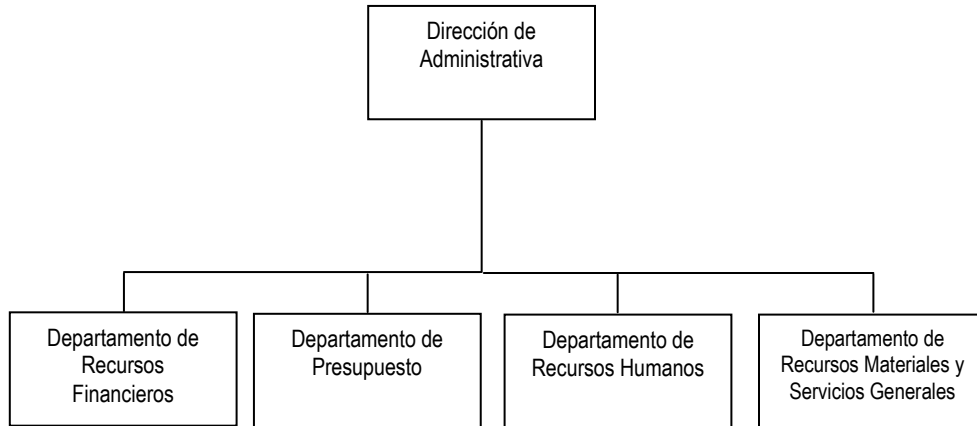 Dirección de
Administrativa
Departamento de
Recursos
Financieros
Departamento de
Presupuesto
Departamento de
Recursos Humanos
Departamento de
Recursos Materiales y
Servicios Generales